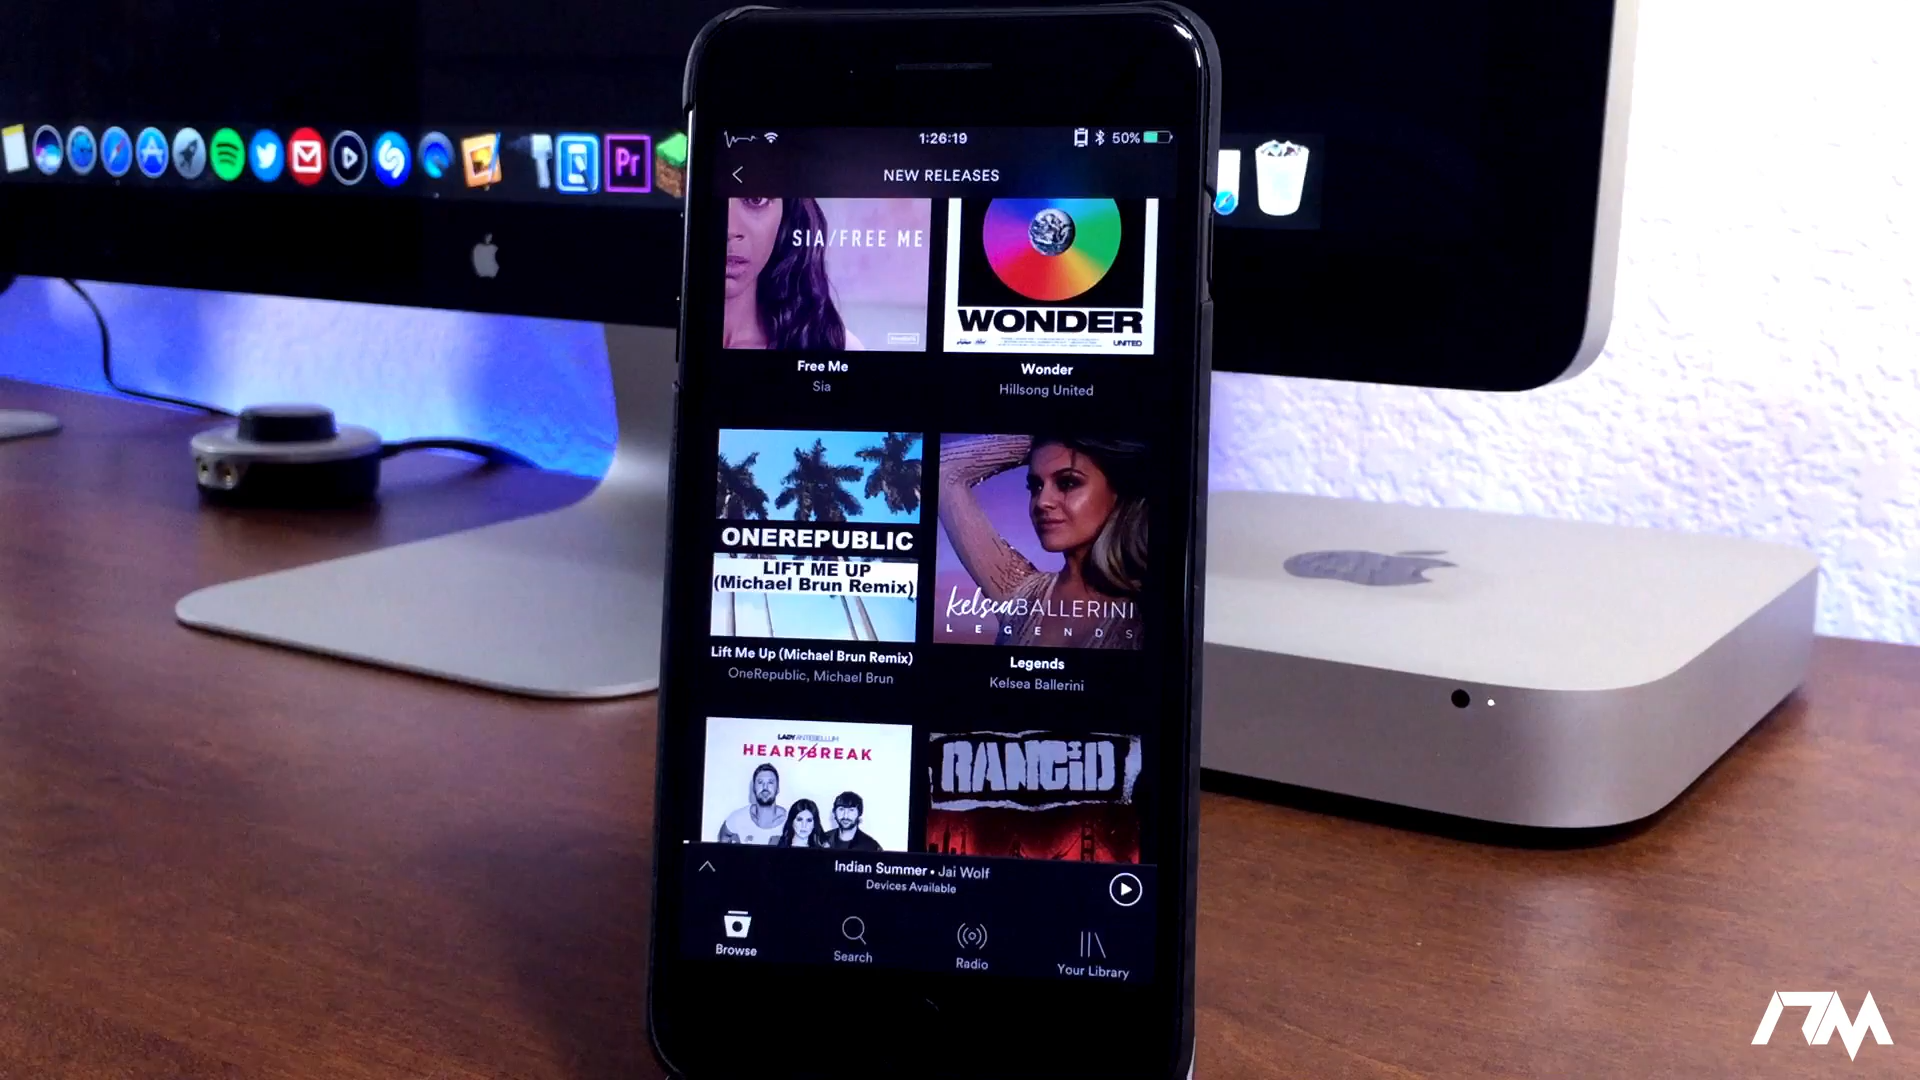 1:26:19
50%
NEW RELEASES
SIA/FREE ME
WONDER
UNITED
Free Me
Sia
Wonder
Hillsong United
ONEREPUBLIC
LIFT ME UP
(Michael Brun Remix)
kelsea BALLERINI
LEGENDS
Lift Me Up (Michael Brun Remix)
OneRepublic, Michael Brun
Legends
Kelsea Ballerini
LADY ANTEBELLUM
HEARTBREAK
RANCID
Indian Summer • Jai Wolf
Devices Available
Browse
Search
Radio
Your Library
Pr